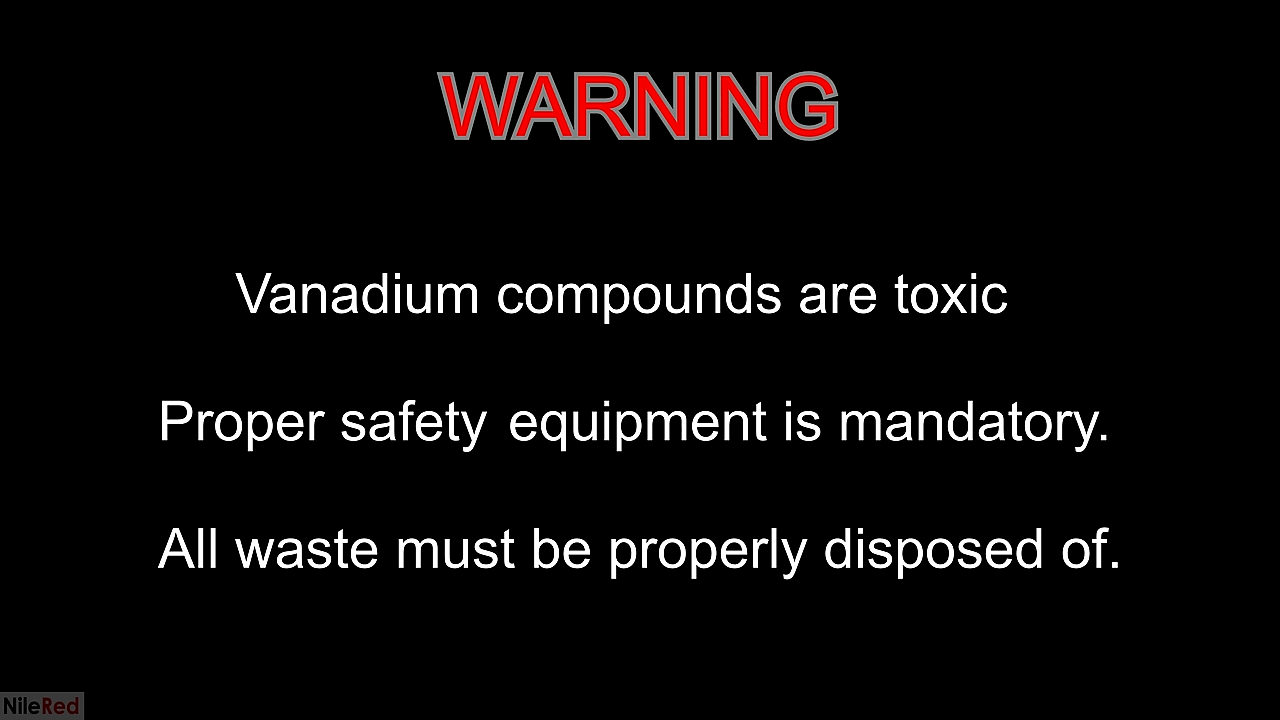 WARNING
Vanadium compounds are toxic
Proper safety equipment is mandatory.
All waste must be properly disposed of.
NileRed